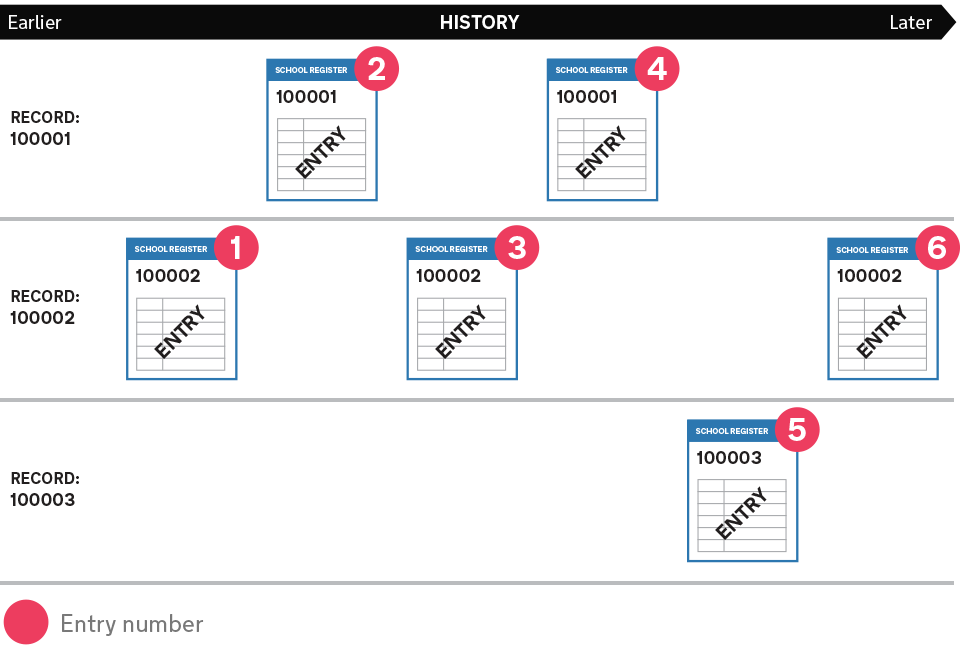 Earlier HISTORY Later
RECORD:
100001
SCHOOL REGISTER 2
100001
ENTRY
SCHOOL REGISTER 4
100001
ENTRY
RECORD:
100002
SCHOOL REGISTER 1
100002
ENTRY
SCHOOL REGISTER 3
100002
ENTRY
SCHOOL REGISTER 6
100002
ENTRY
RECORD:
100003
SCHOOL REGISTER 5
100003
ENTRY
Entry number